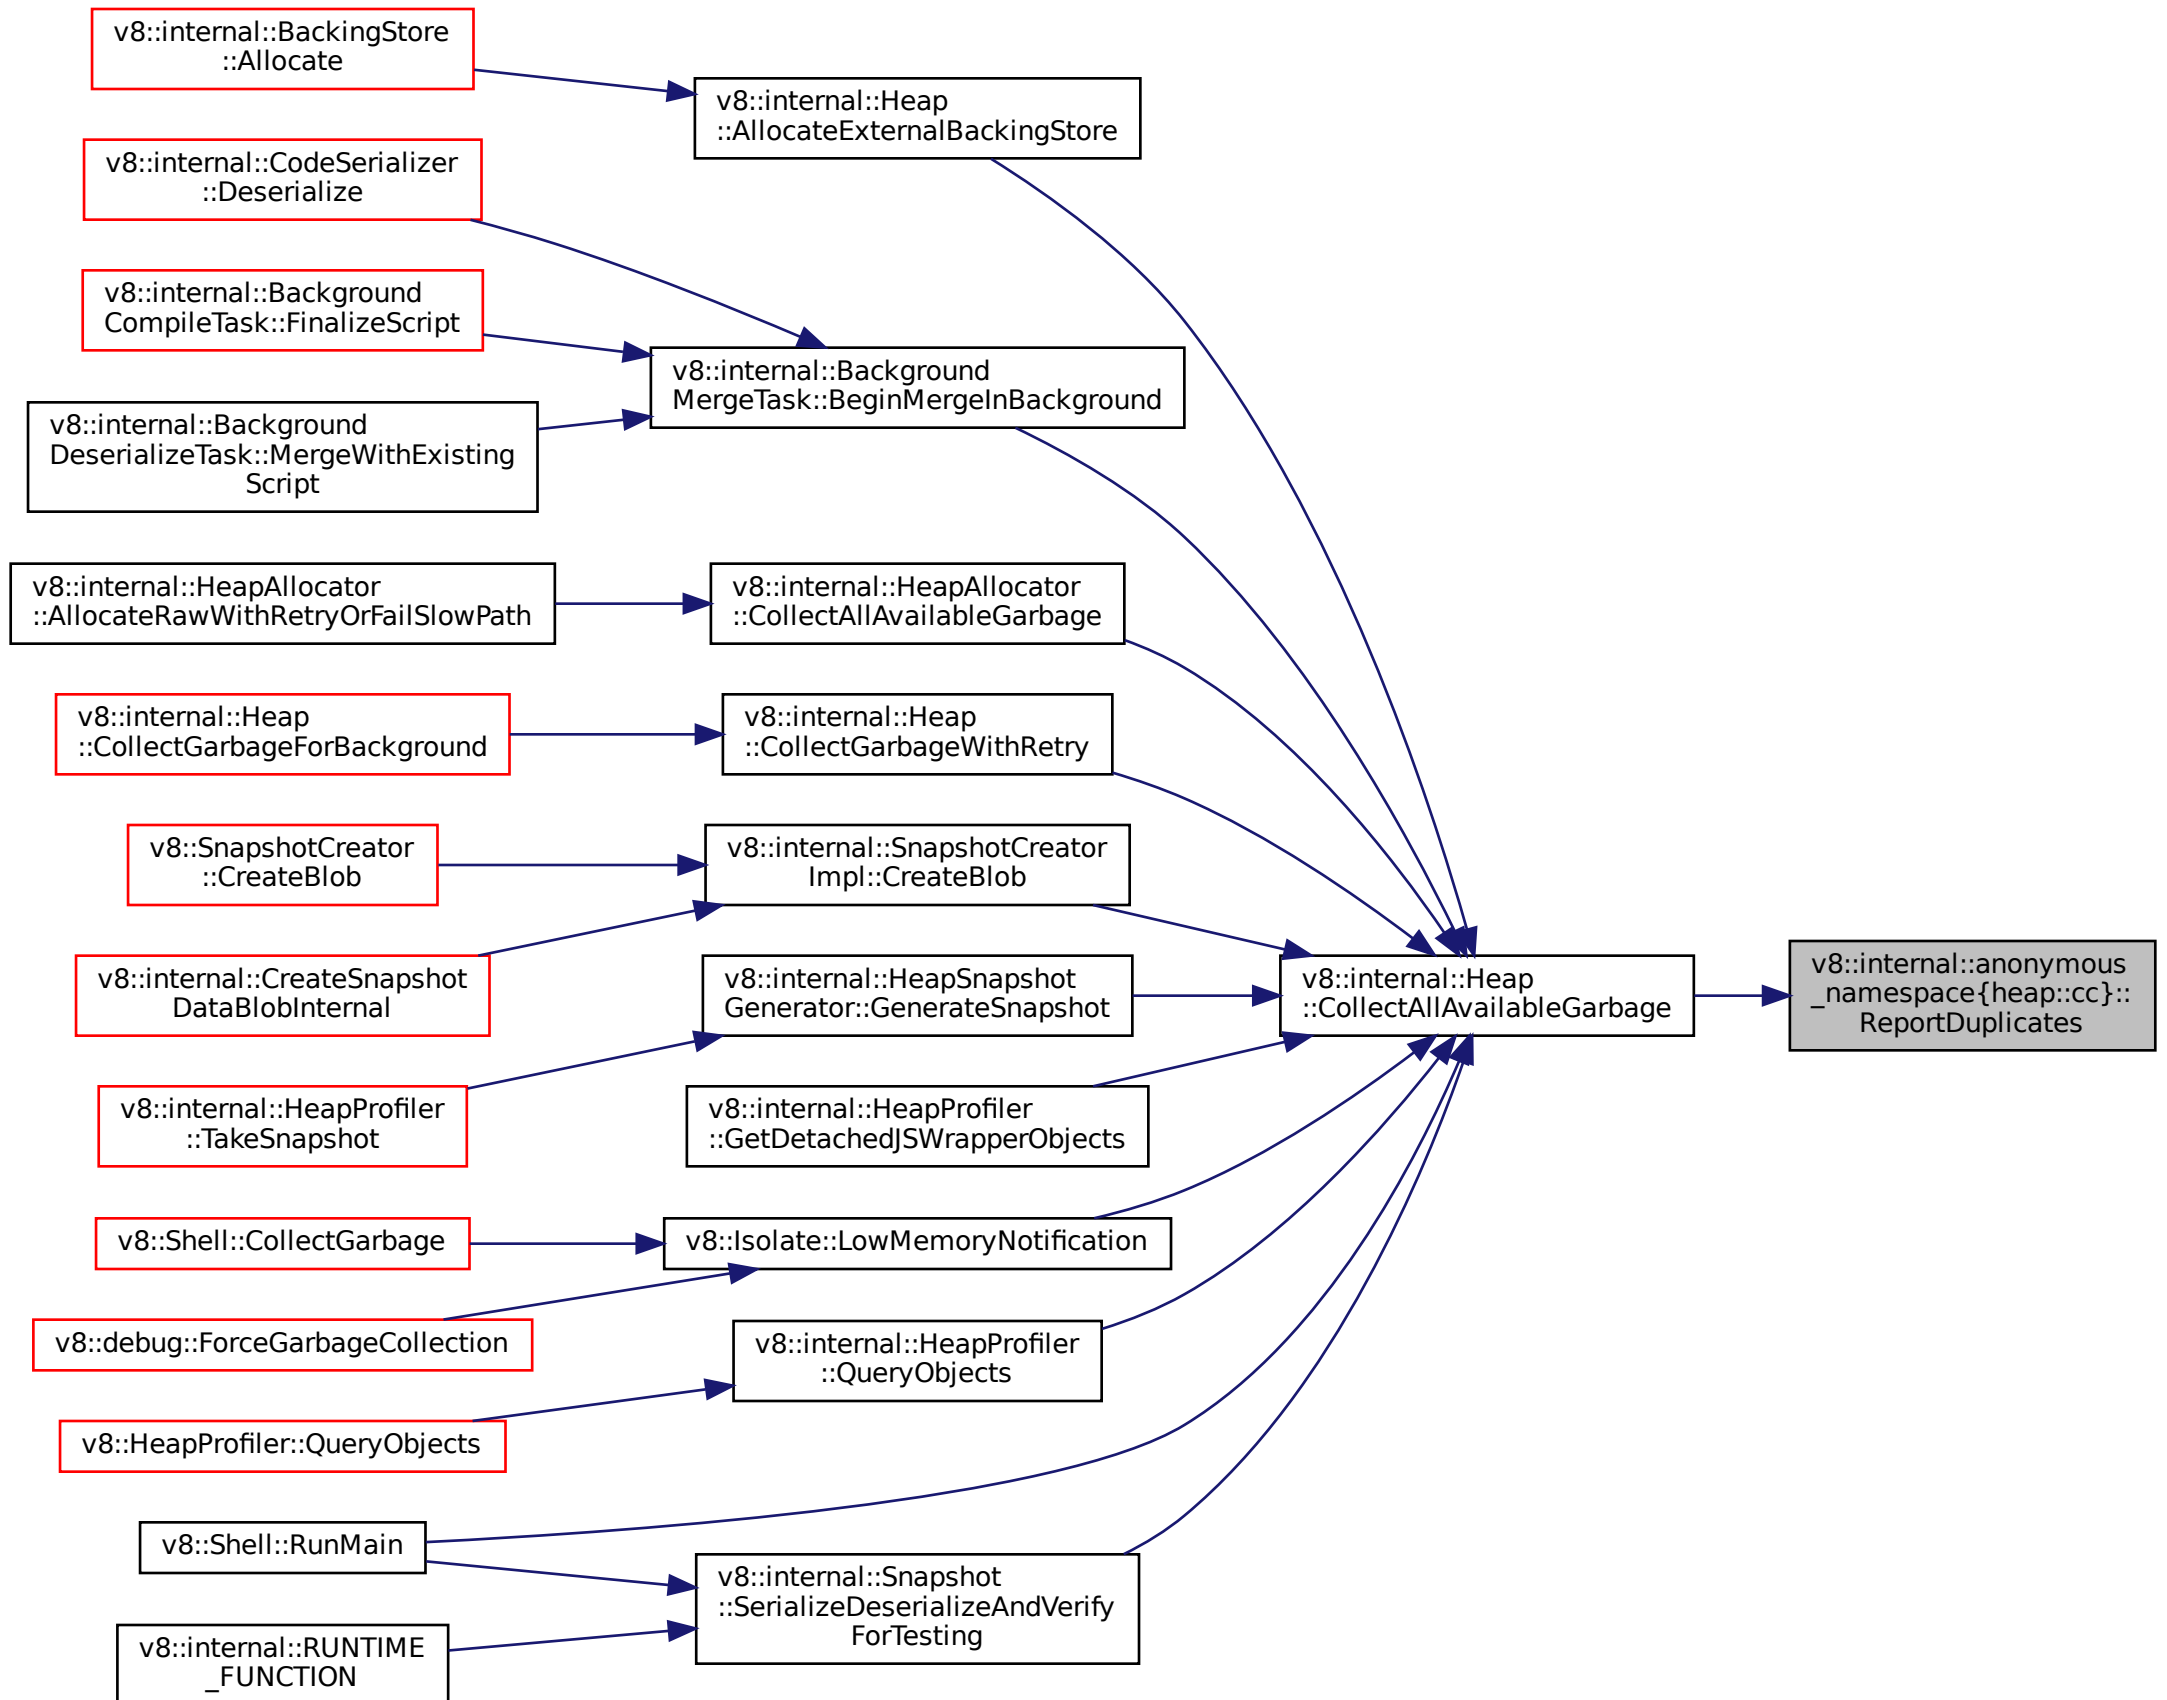 v8::internal::BackingStore
::Allocate
v8::internal::Heap
::AllocateExternalBackingStore
v8::internal::CodeSerializer
::Deserialize
v8::internal::Background
CompileTask::FinalizeScript
v8::internal::Background
MergeTask::BeginMergeInBackground
v8::internal::Background
DeserializeTask::MergeWithExisting
Script
v8::internal::HeapAllocator
::AllocateRawWithRetryOrFailSlowPath
v8::internal::HeapAllocator
::CollectAllAvailableGarbage
v8::internal::Heap
::CollectGarbageForBackground
v8::internal::Heap
::CollectGarbageWithRetry
v8::SnapshotCreator
::CreateBlob
v8::internal::SnapshotCreator
Impl::CreateBlob
v8::internal::CreateSnapshot
DataBlobInternal
v8::internal::HeapSnapshot
Generator::GenerateSnapshot
v8::internal::Heap
::CollectAllAvailableGarbage
v8::internal::anonymous
_namespace{heap::cc}::
ReportDuplicates
v8::internal::HeapProfiler
::TakeSnapshot
v8::internal::HeapProfiler
::GetDetachedJSWrapperObjects
v8::Shell::CollectGarbage
v8::Isolate::LowMemoryNotification
v8::debug::ForceGarbageCollection
v8::internal::HeapProfiler
::QueryObjects
v8::HeapProfiler::QueryObjects
v8::Shell::RunMain
v8::internal::Snapshot
::SerializeDeserializeAndVerify
ForTesting
v8::internal::RUNTIME
_FUNCTION